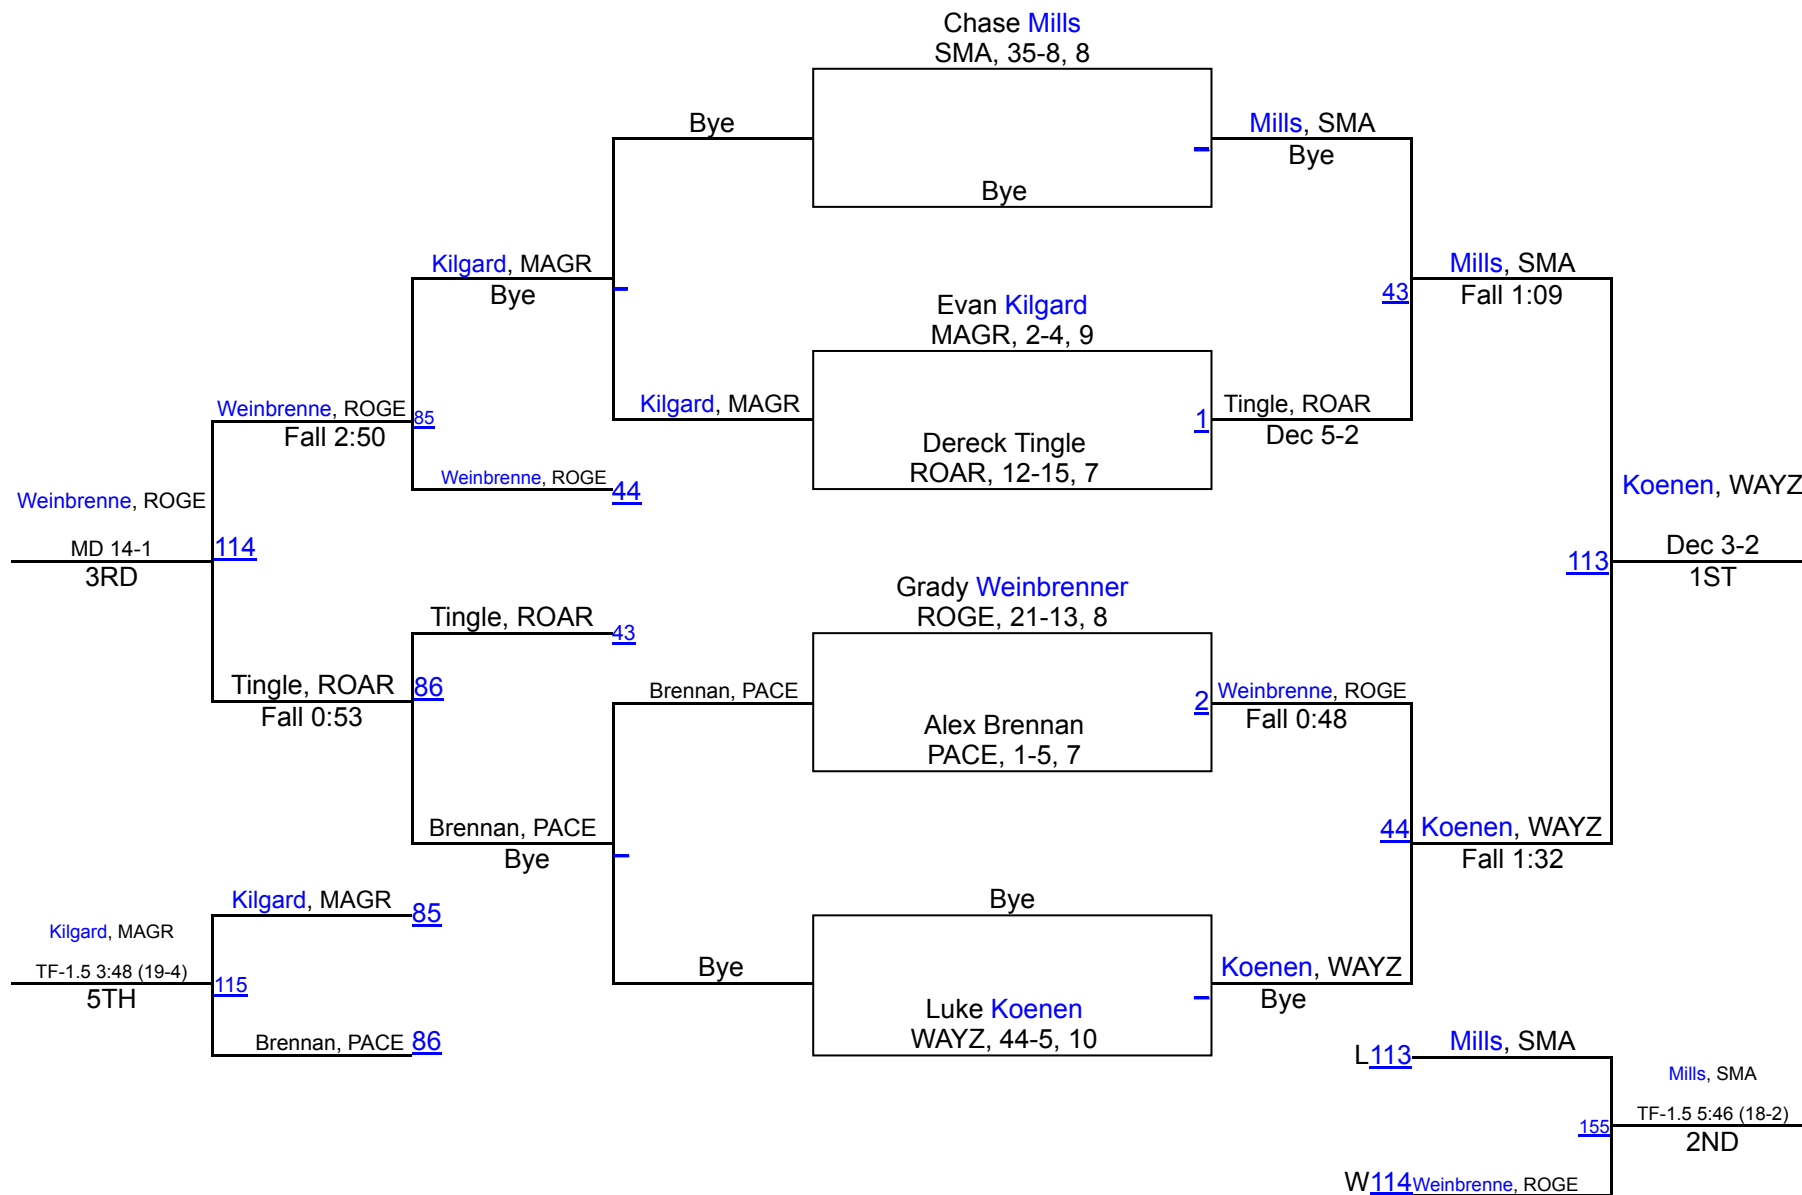 Chase Mills
SMA, 35-8, 8
Bye
Mills, SMA
Bye
Bye
Kilgard, MAGR
Bye
Mills, SMA
43
Fall 1:09
Evan Kilgard
MAGR, 2-4, 9
Kilgard, MAGR
1
Tingle, ROAR
Dec 5-2
Dereck Tingle
ROAR, 12-15, 7
Weinbrenne, ROGE
85
Fall 2:50
Weinbrenne, ROGE
44
Weinbrenne, ROGE
114
MD 14-1
3RD
Koenen, WAYZ
113
Dec 3-2
1ST
Grady Weinbrenner
ROGE, 21-13, 8
Tingle, ROAR
43
Tingle, ROAR
86
Fall 0:53
Brennan, PACE
2
Weinbrenne, ROGE
Fall 0:48
Alex Brennan
PACE, 1-5, 7
Brennan, PACE
Bye
44
Koenen, WAYZ
Fall 1:32
Kilgard, MAGR
85
Bye
Kilgard, MAGR
TF-1.5 3:48 (19-4)
115
5TH
Bye
Koenen, WAYZ
Bye
Luke Koenen
WAYZ, 44-5, 10
Brennan, PACE
86
L113
Mills, SMA
Mills, SMA
TF-1.5 5:46 (18-2)
155
2ND
W114
Weinbrenne, ROGE